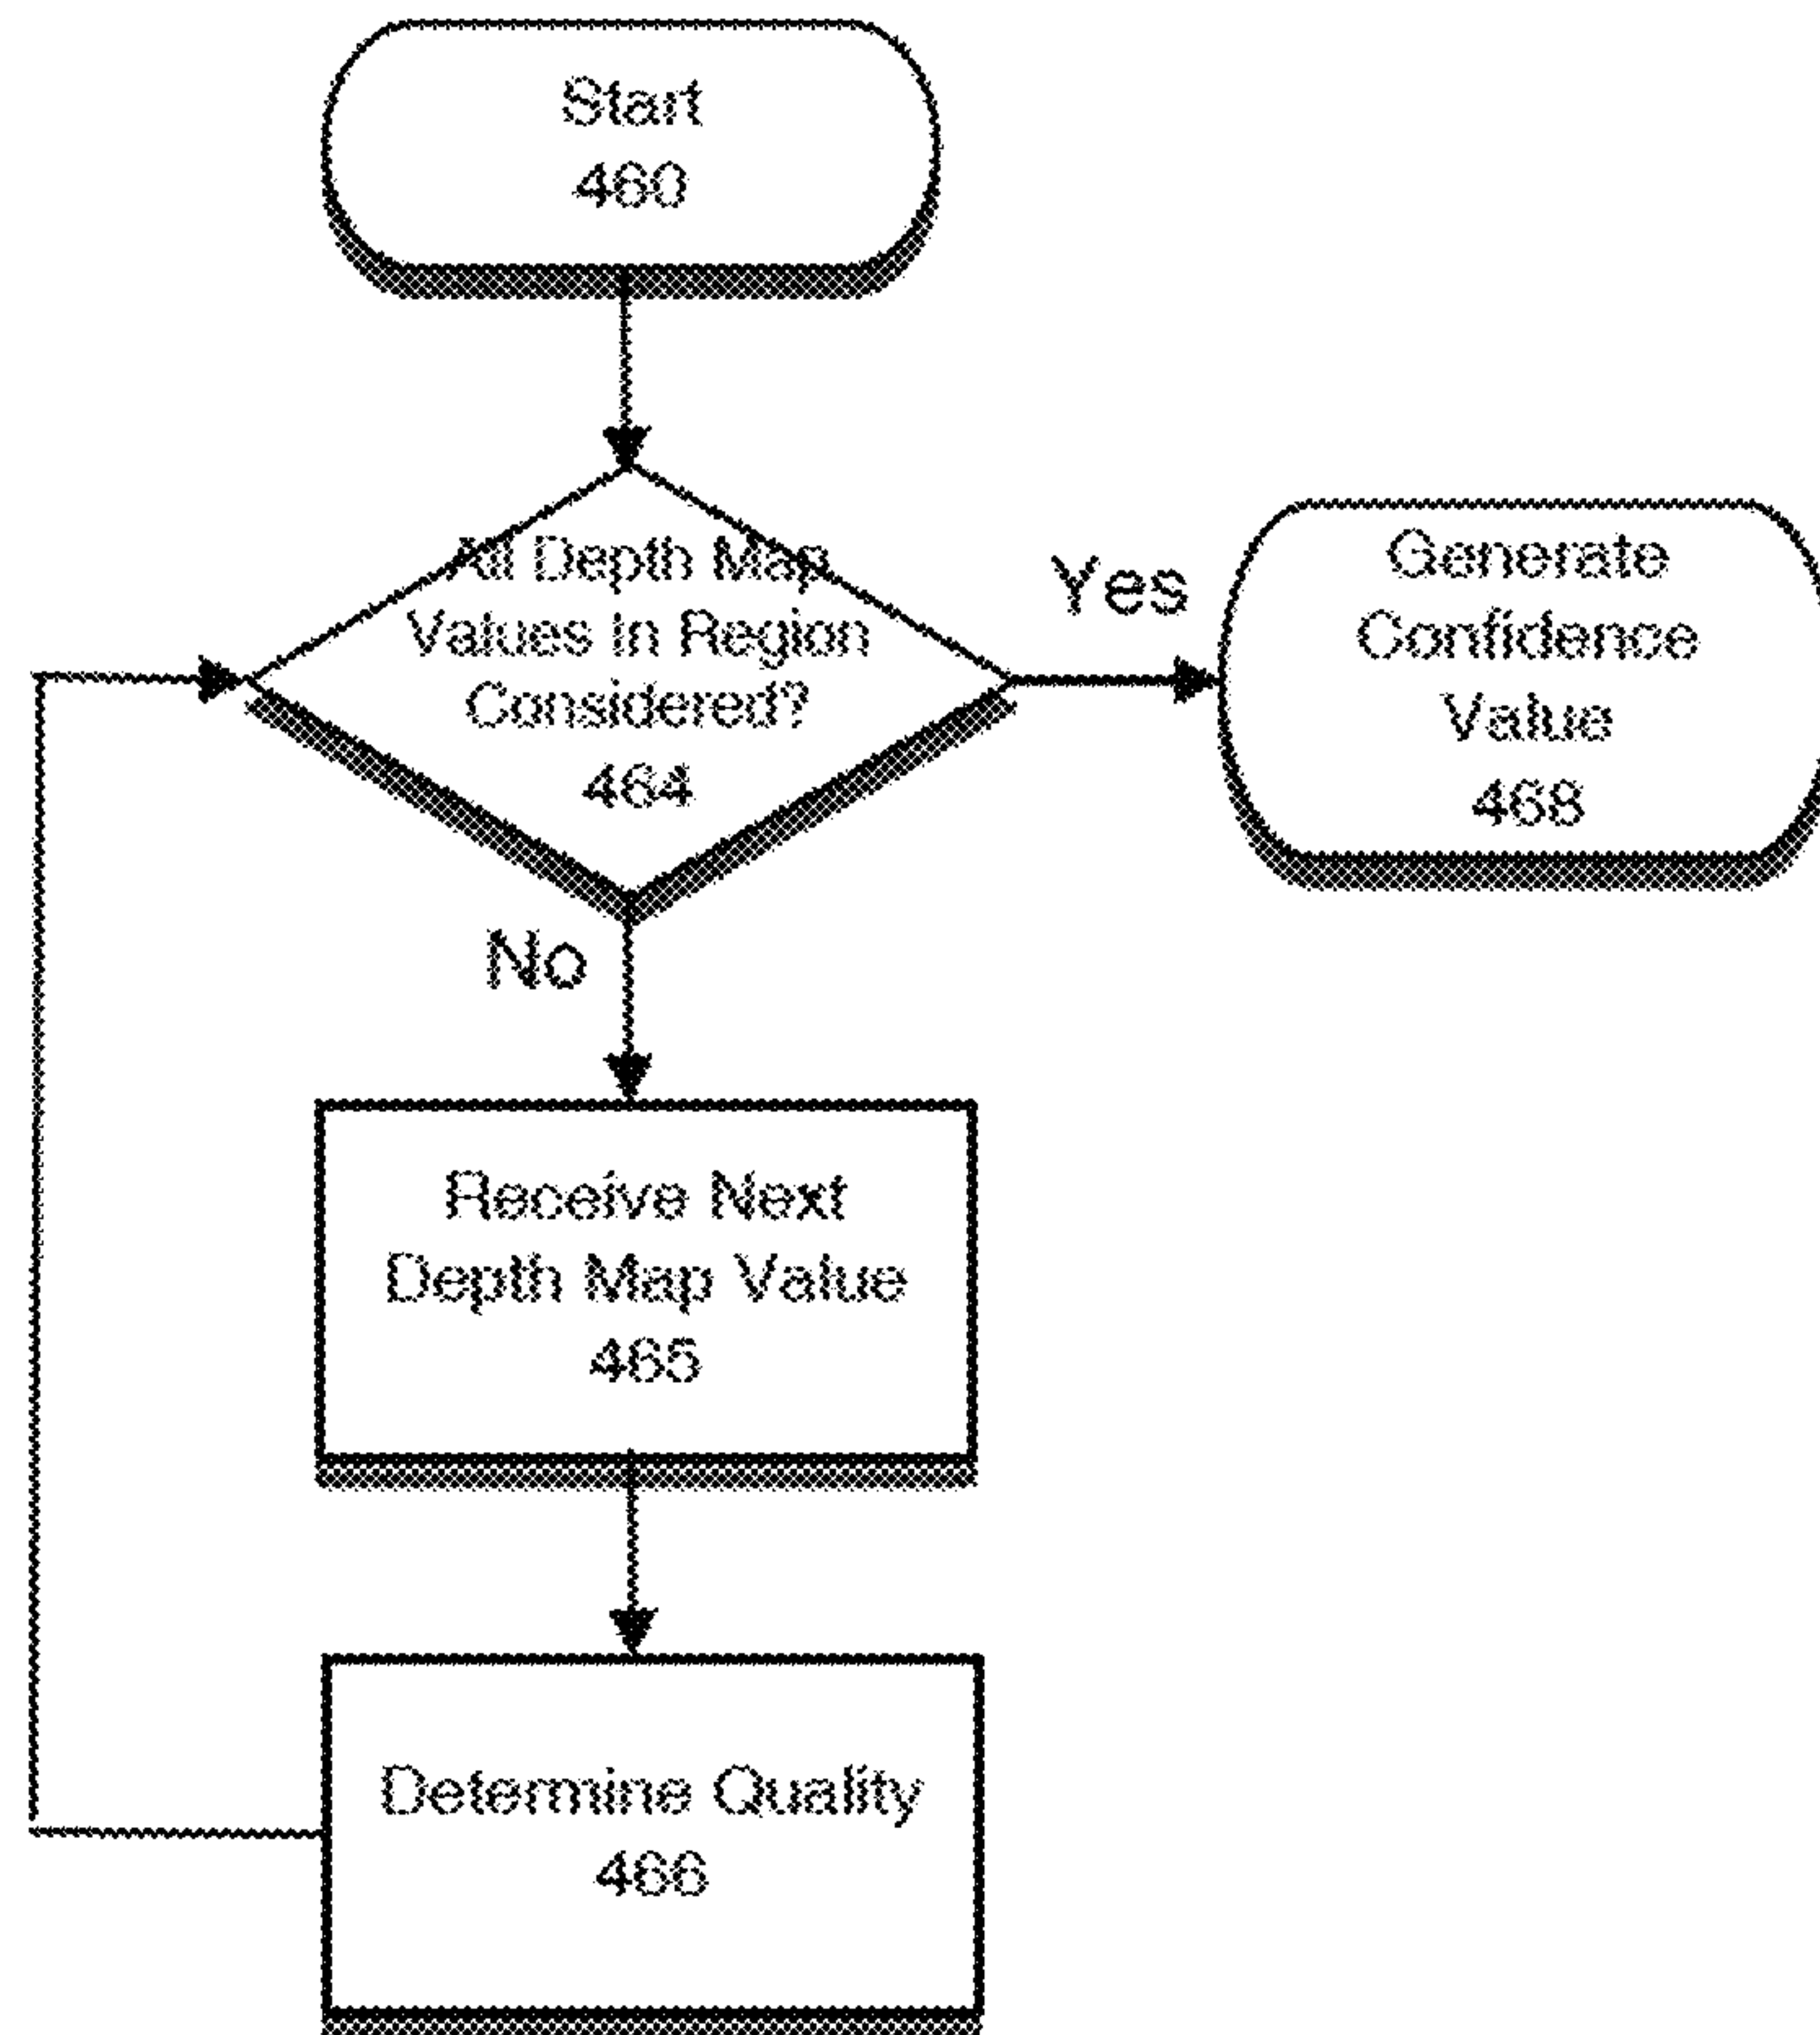 Start
460
All Depth Map
Values In Region
Considered?
464
Yes
Generate
Confidence
Value
468
No
Receive Next
Depth Map Value
465
Determine Quality
466